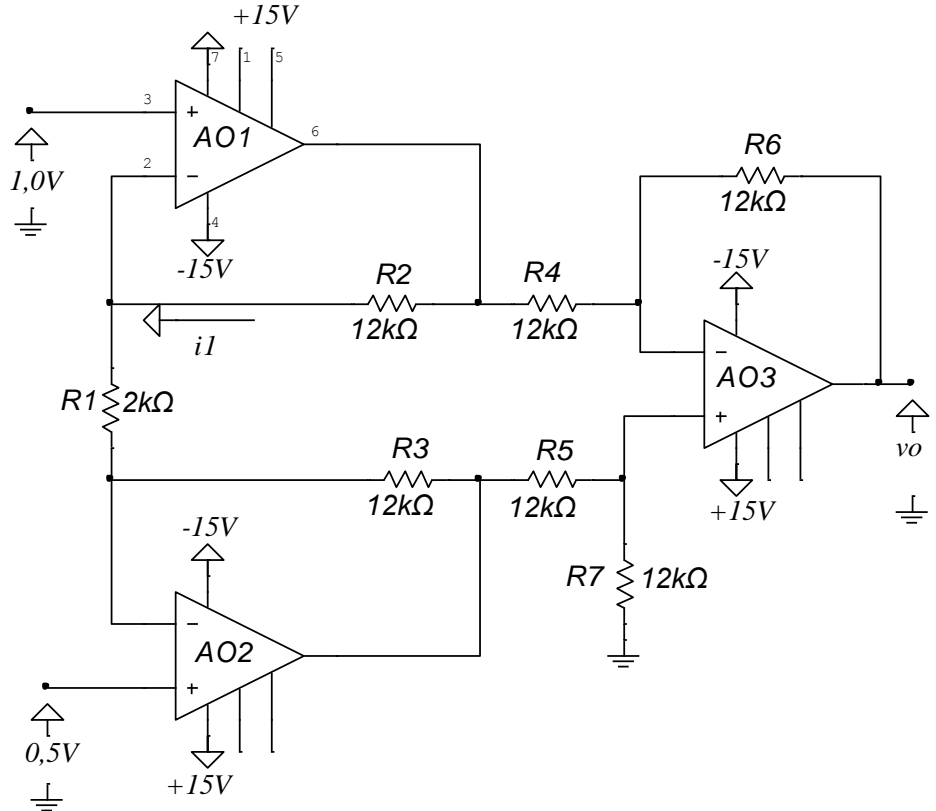 +15V
7
1
5
3
+
AO1
6
2
−
1,0V
4
-15V
R6
12kΩ
R2
12kΩ
R4
12kΩ
-15V
i1
−
AO3
+
R1
2kΩ
vo
R3
12kΩ
R5
12kΩ
+15V
-15V
R7
12kΩ
−
AO2
+
0,5V
+15V